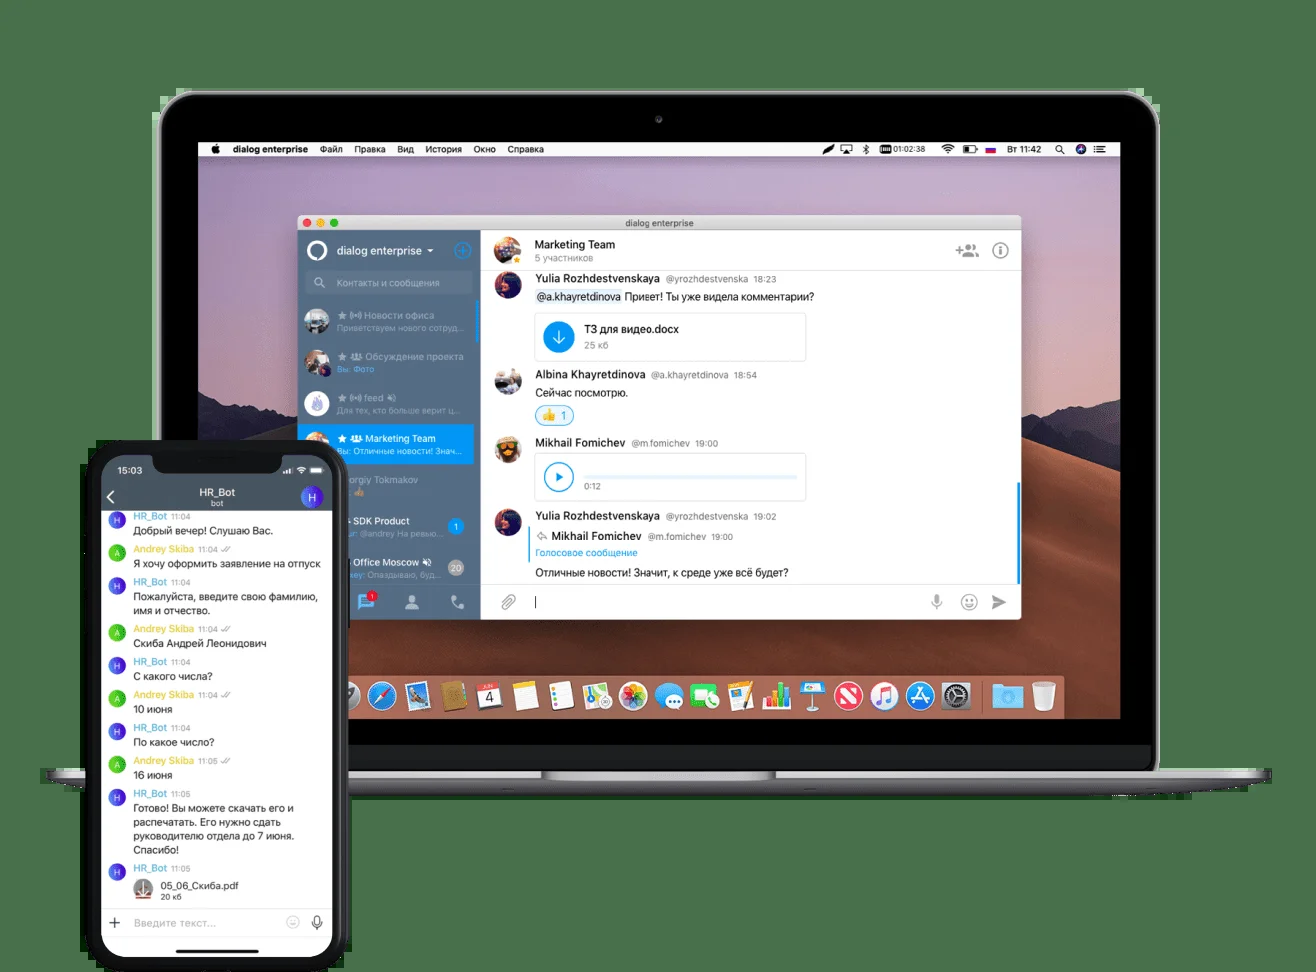 dialog enterprise Файл Правка Вид История Окно Справка 01:02:38 Вт 11:42
dialog enterprise
dialog enterprise
Контакты и сообщения
Новости офиса
Приветствуем нового сотруд...
Обсуждение проекта
Вы: Фото
feed
Для тех, кто больше верит ц...
Marketing Team
Вы: Отличные новости! Знач...
orgiy Tokmakov
SDK Product
@andrey На ревью...
1
Office Moscow
key: Опаздываю, буд...
20
1
Marketing Team
5 участников
Yulia Rozhdestvenskaya @yrozhdestvenska 18:23
@a.khayretdinova Привет! Ты уже видела комментарии?
ТЗ для видео.docx
25 кб
Albina Khayretdinova @a.khayretdinova 18:54
Сейчас посмотрю.
1
Mikhail Fomichev @m.fomichev 19:00
0:12
Yulia Rozhdestvenskaya @yrozhdestvenska 19:02
Mikhail Fomichev @m.fomichev 19:00
Голосовое сообщение
Отличные новости! Значит, к среде уже всё будет?
JUN
4
15:03
HR_Bot
bot
H
H
HR_Bot 11:04
Добрый вечер! Слушаю Вас.
A
Andrey Skiba 11:04
Я хочу оформить заявление на отпуск
H
HR_Bot 11:04
Пожалуйста, введите свою фамилию,
имя и отчество.
A
Andrey Skiba 11:04
Скиба Андрей Леонидович
H
HR_Bot 11:04
С какого числа?
A
Andrey Skiba 11:04
10 июня
H
HR_Bot 11:04
По какое число?
A
Andrey Skiba 11:05
16 июня
H
HR_Bot 11:05
Готово! Вы можете скачать его и
распечатать. Его нужно сдать
руководителю отдела до 7 июня.
Спасибо!
H
HR_Bot 11:05
05_06_Скиба.pdf
20 кб
Введите текст...